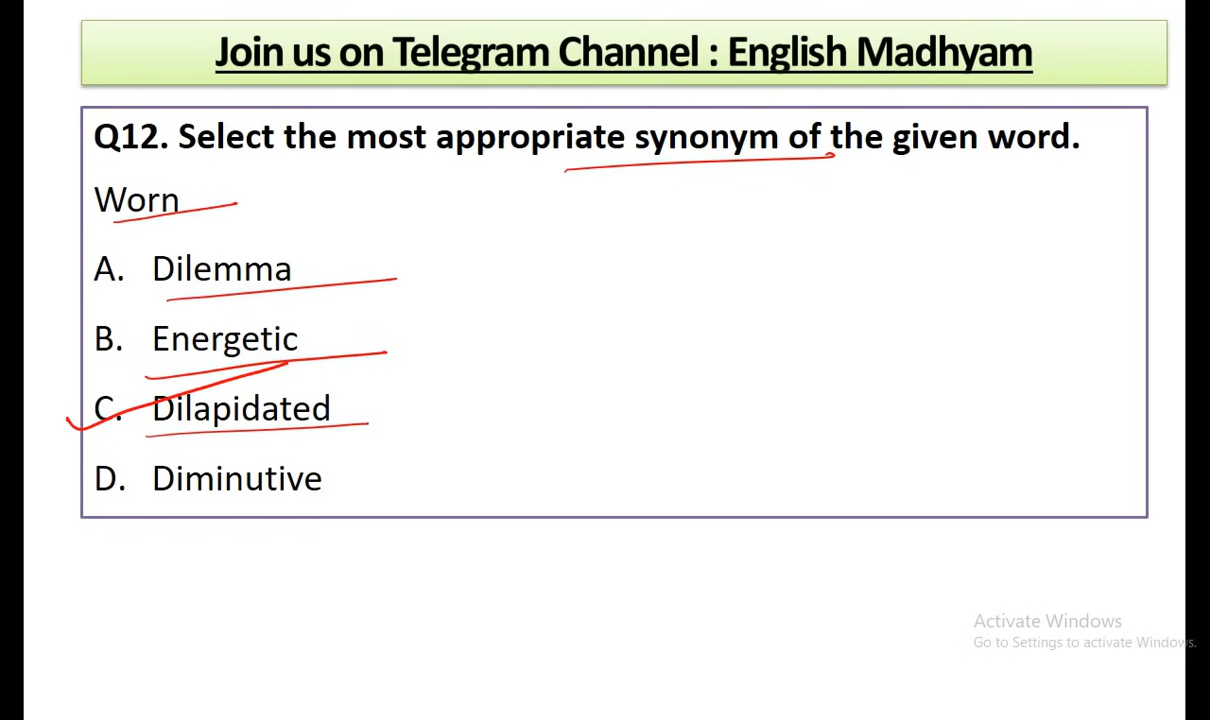 Join us on Telegram Channel : English Madhyam
Q12. Select the most appropriate synonym of the given word.
Worn
A. Dilemma
B. Energetic
C. Dilapidated
D. Diminutive
Activate Windows
Go to Settings to activate Windows.